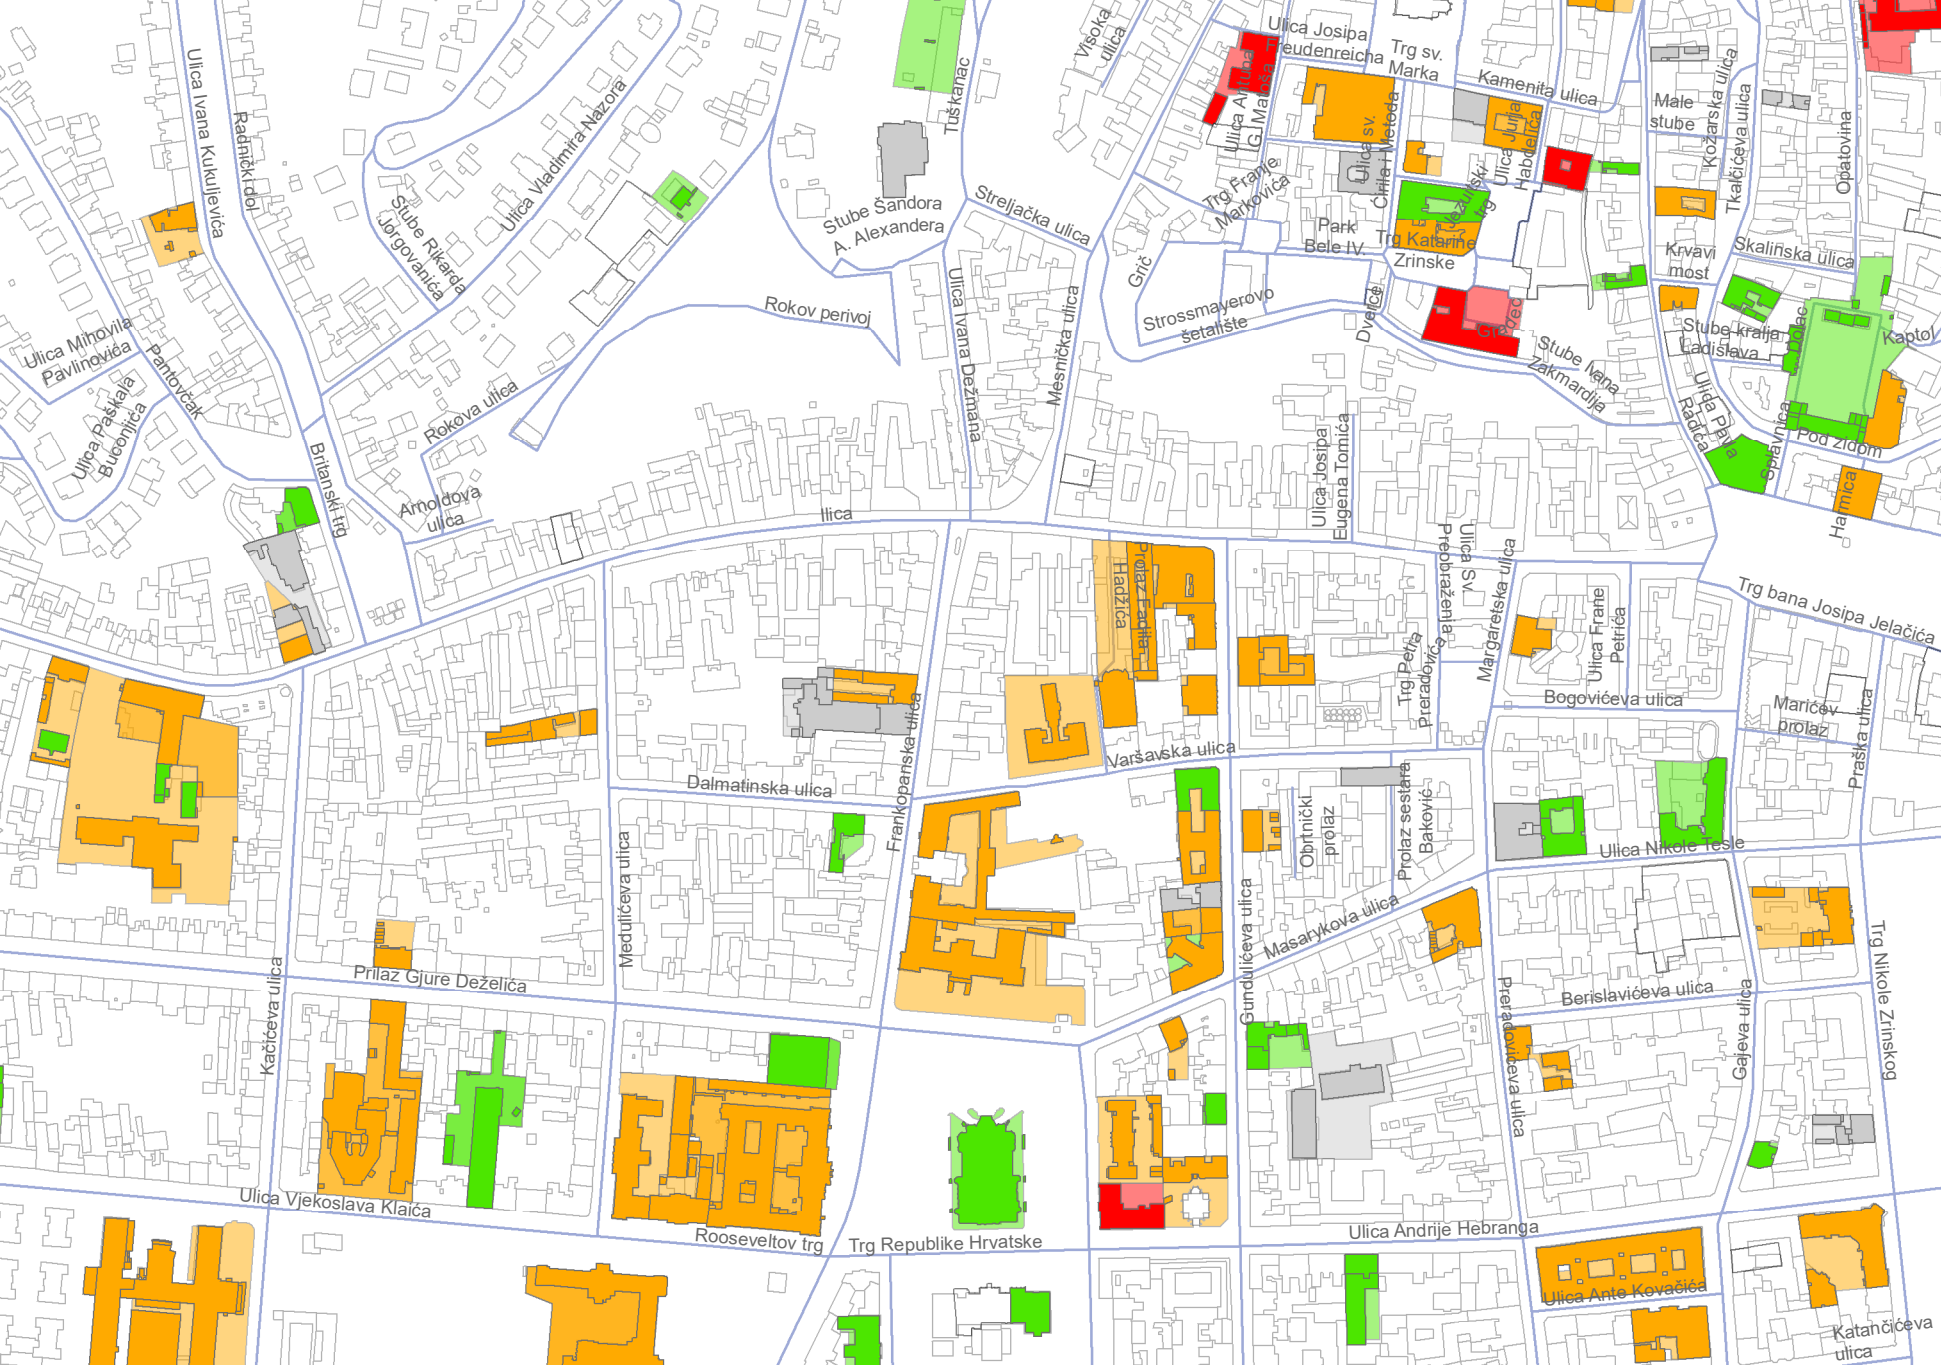 Ulica Josipa
Freudenreicha
Trg sv.
Marka
Visoka
ulica
Kamenita ulica
Male
stube
Kožarska ulica
Tkalčićeva ulica
Opatovina
Ulica Ivana Kukuljevića
Radnički dol
Ulica Vladimira Nazora
Tuškanac
Ulica Antuna
G. Matoša
Ulica sv.
Ćirila i Metoda
Ulica Jurja
Habdelića
Jezuitski
trg
Stube Rikarda
Jorgovanića
Stube Šandora
A. Alexandera
Streljačka ulica
Trg Franje
Markovića
Park
Bele IV.
Trg Katarine
Zrinske
Krvavi
most
Skalinska ulica
Grič
Strossmayerovo
šetalište
Dverce
Gradec
Stube Ivana
Zakmardija
Stube kralja
Ladislava
Dolac
Kaptol
Ulica Mihovila
Pavlinovića
Pantovčak
Ulica Paškala
Buconjića
Rokov perivoj
Rokova ulica
Ulica Ivana Dežmana
Mesnička ulica
Ulica Pavla
Radića
Splavnica
Pod zidom
Harmica
Britanski trg
Arnoldova
ulica
Ilica
Ulica Josipa
Eugena Tomića
Prolaz Fadila
Hadžića
Ulica Sv.
Preobraženja
Margaretska ulica
Ulica Frane
Petrića
Trg bana Josipa Jelačića
Trg Petra
Preradovića
Bogovićeva ulica
Marićev
prolaz
Praška ulica
Varšavska ulica
Dalmatinska ulica
Frankopanska ulica
Medulićeva ulica
Obrtnički
prolaz
Prolaz sestara
Baković
Ulica Nikole Tesle
Gundulićeva ulica
Masarykova ulica
Prilaz Gjure Deželića
Kačićeva ulica
Berislavićeva ulica
Preradovićeva ulica
Gajeva ulica
Trg Nikole Zrinskog
Ulica Vjekoslava Klaića
Rooseveltov trg
Trg Republike Hrvatske
Ulica Andrije Hebranga
Ulica Ante Kovačića
Katančićeva
ulica